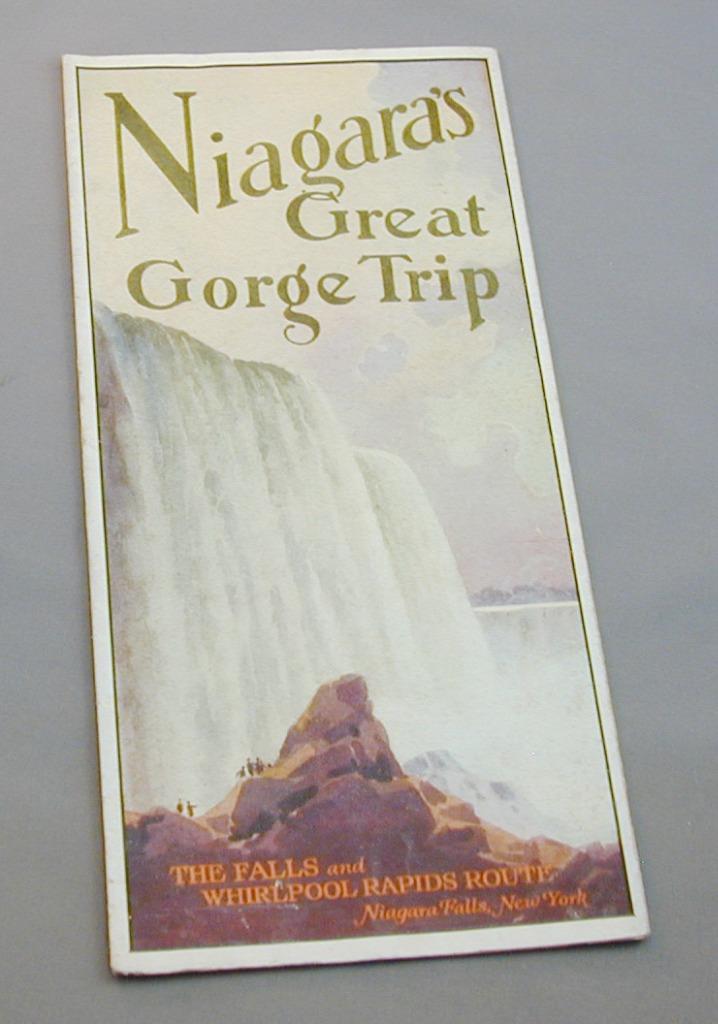 Niagara's
Great
Gorge Trip
THE FALLS and
WHIRLPOOL RAPIDS ROUTE
Niagara Falls, New York